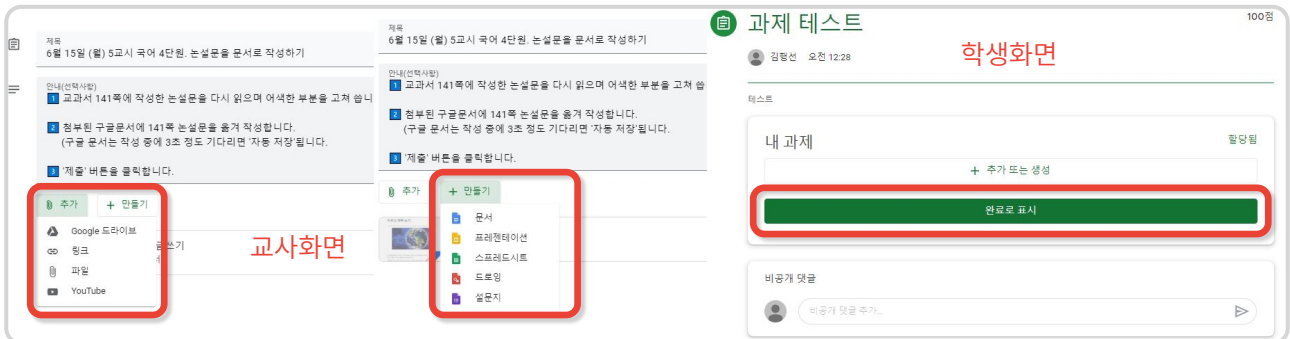 제목
6월 15일 (월) 5교시 국어 4단원. 논설문을 문서로 작성하기
안내(선택사항)
1 교과서 141쪽에 작성한 논설문을 다시 읽으며 어색한 부분을 고쳐 씁니
2 첨부된 구글문서에 141쪽 논설문을 옮겨 작성합니다.
(구글 문서는 작성 중에 3초 정도 기다리면 '자동 저장'됩니다.
3 '제출' 버튼을 클릭합니다.
추가
+ 만들기
Google 드라이브
링크
파일
YouTube
글쓰기
교사화면
제목
6월 15일 (월) 5교시 국어 4단원. 논설문을 문서로 작성하기
안내(선택사항)
1 교과서 141쪽에 작성한 논설문을 다시 읽으며 어색한 부분을 고쳐 씁
2 첨부된 구글문서에 141쪽 논설문을 옮겨 작성합니다.
(구글 문서는 작성 중에 3초 정도 기다리면 '자동 저장'됩니다.
3 '제출' 버튼을 클릭합니다.
추가
+ 만들기
문서
프레젠테이션
스프레드시트
드로잉
설문지
과제 테스트
100점
김행선 오전 12:28
학생화면
테스트
내 과제
할당됨
+ 추가 또는 생성
완료로 표시
비공개 댓글
비공개 댓글 추가...